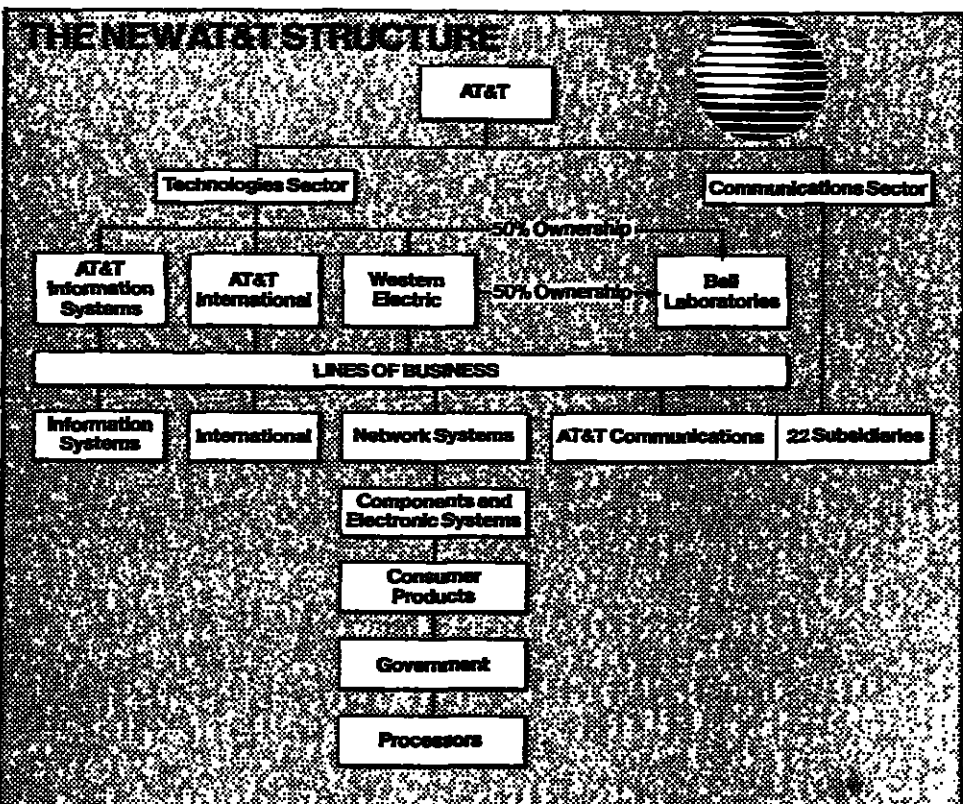 THE NEW AT&T STRUCTURE
AT&T
Technologies Sector
Communications Sector
50% Ownership
AT&T
Information
Systems
AT&T
International
Western
Electric
50% Ownership
Bell
Laboratories
LINES OF BUSINESS
Information
Systems
International
Network Systems
AT&T Communications
22 Subsidiaries
Components and
Electronic Systems
Consumer
Products
Government
Processors